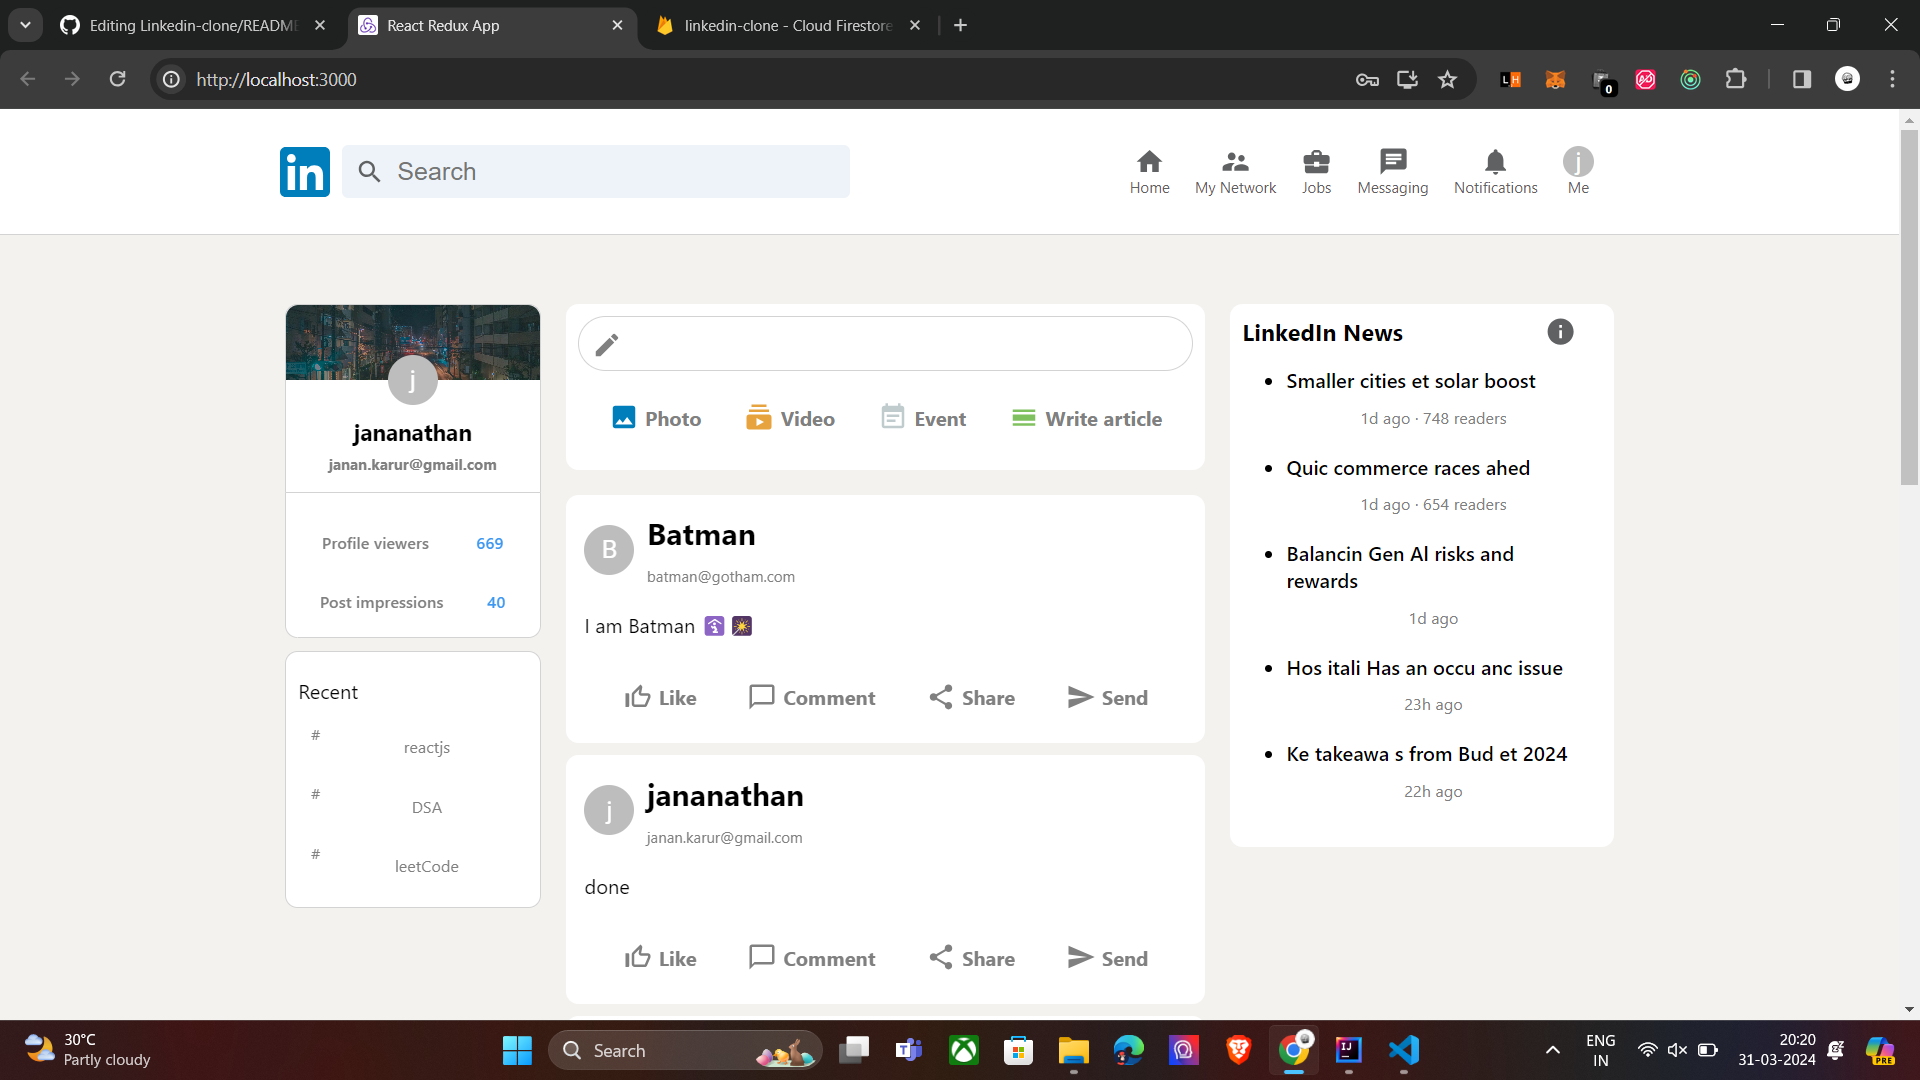 Editing Linkedin-clone/README
React Redux App
linkedin-clone - Cloud Firestore
http://localhost:3000
LH
0
in
Search
Home
My Network
Jobs
Messaging
Notifications
j
Me
j
jananathan
janan.karur@gmail.com
Profile viewers 669
Post impressions 40
Recent
# reactjs
# DSA
# leetCode
Photo
Video
Event
Write article
B
Batman
batman@gotham.com
I am Batman
Like
Comment
Share
Send
j
jananathan
janan.karur@gmail.com
done
Like
Comment
Share
Send
LinkedIn News
Smaller cities et solar boost
1d ago · 748 readers
Quic commerce races ahed
1d ago · 654 readers
Balancin Gen Al risks and
rewards
1d ago
Hos itali Has an occu anc issue
23h ago
Ke takeawa s from Bud et 2024
22h ago
30°C
Partly cloudy
Search
ENG
IN
20:20
31-03-2024
PRE